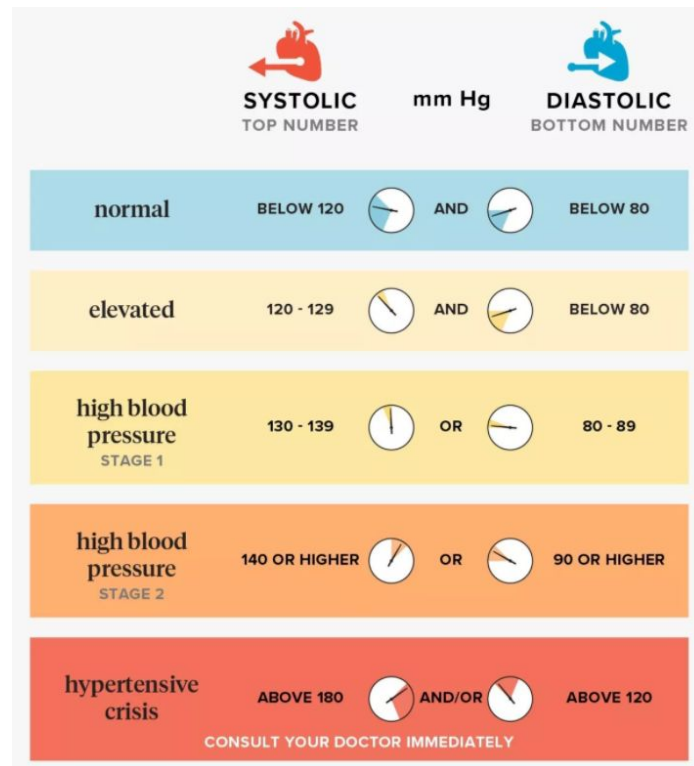 SYSTOLIC mm Hg DIASTOLIC
TOP NUMBER BOTTOM NUMBER
normal BELOW 120 AND BELOW 80
elevated 120 - 129 AND BELOW 80
high blood
pressure 130 - 139 OR 80 - 89
STAGE 1
high blood
pressure 140 OR HIGHER OR 90 OR HIGHER
STAGE 2
hypertensive
crisis ABOVE 180 AND/OR ABOVE 120
CONSULT YOUR DOCTOR IMMEDIATELY